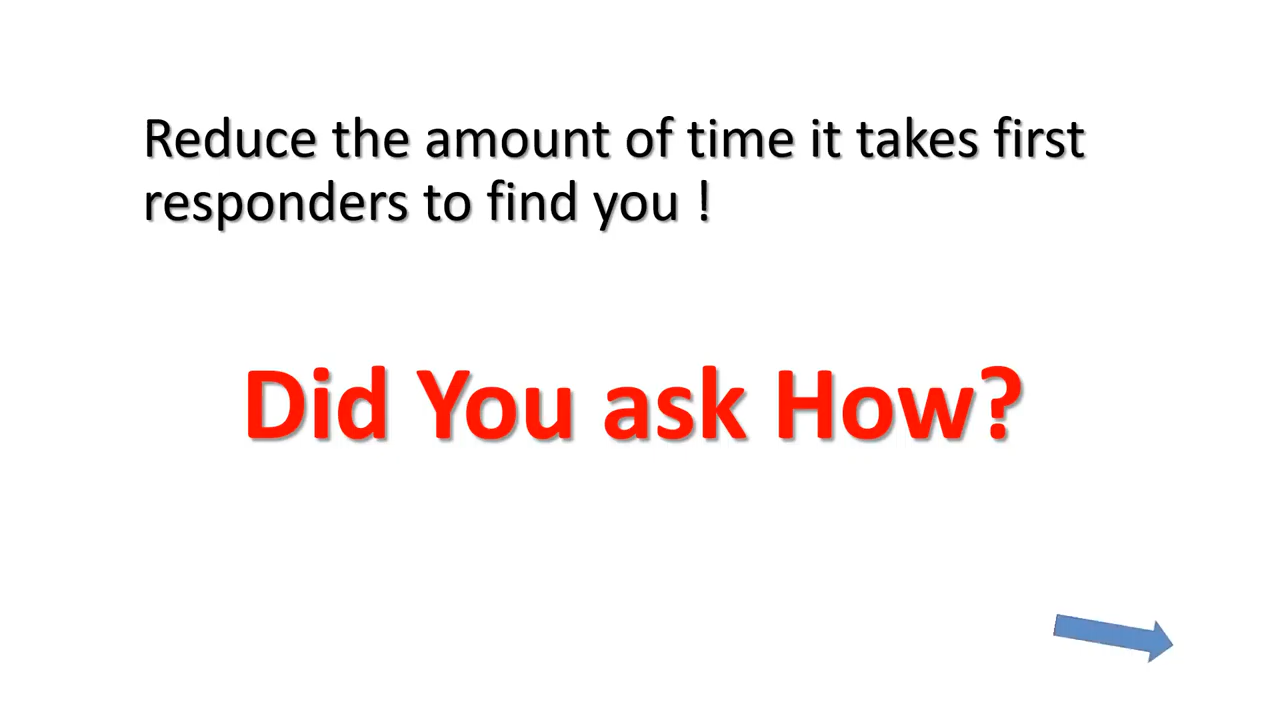 Reduce the amount of time it takes first
responders to find you !
Did You ask How?